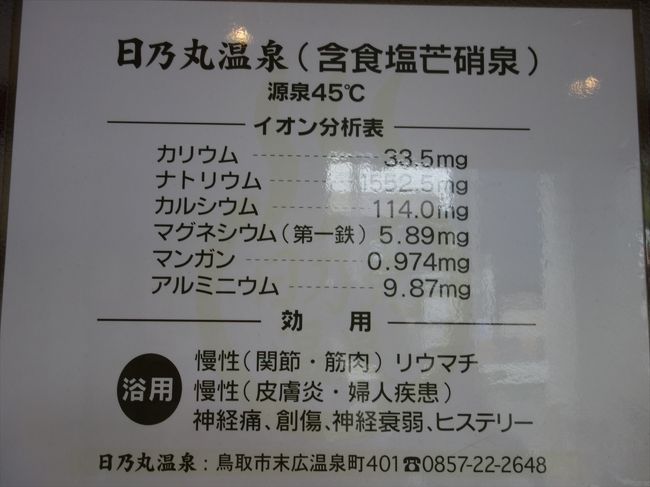 日乃丸温泉(含食塩芒硝泉)
源泉45℃
イオン分析表
カリウム 33.5mg
ナトリウム 1552.5mg
カルシウム 114.0mg
マグネシウム(第一鉄) 5.89mg
マンガン 0.974mg
アルミニウム 9.87mg
効 用
浴用
慢性(関節・筋肉) リウマチ
慢性(皮膚炎・婦人疾患)
神経痛、創傷、神経衰弱、ヒステリー
日乃丸温泉:鳥取市末広温泉町401☎0857-22-2648